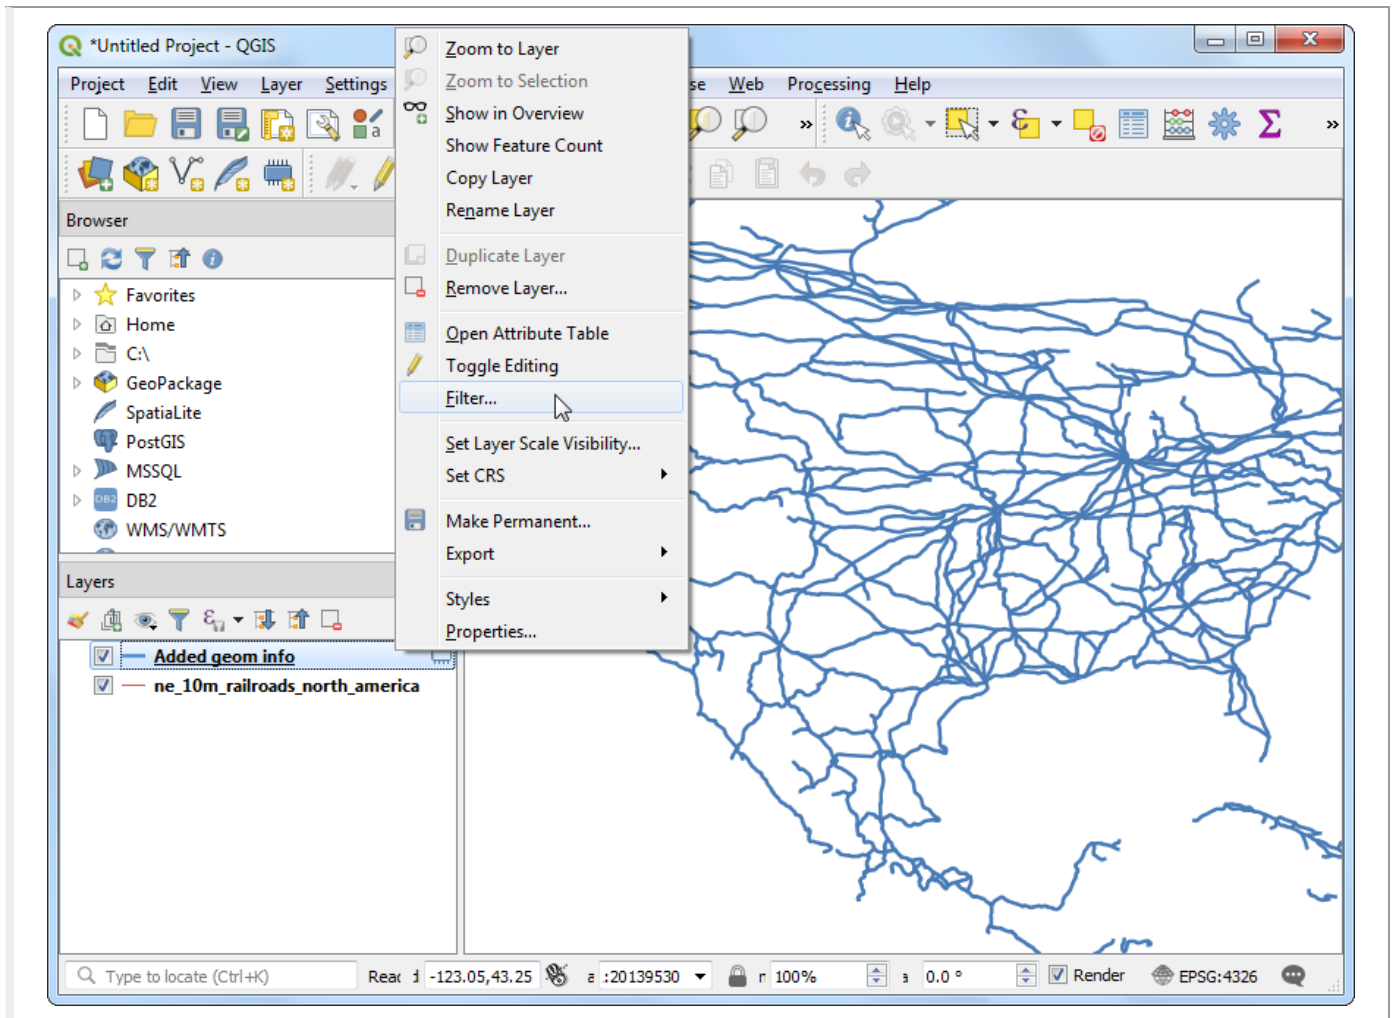 *Untitled Project - QGIS
Project Edit View Layer Settings
se Web Processing Help
Zoom to Layer
Zoom to Selection
Show in Overview
Show Feature Count
Copy Layer
Rename Layer
Duplicate Layer
Remove Layer...
Open Attribute Table
Toggle Editing
Filter...
Set Layer Scale Visibility...
Set CRS
Make Permanent...
Export
Styles
Properties...
Browser
Favorites
Home
C:\
GeoPackage
SpatiaLite
PostGIS
MSSQL
DB2
DB2
WMS/WMTS
Layers
Added geom info
ne_10m_railroads_north_america
Type to locate (Ctrl+K) -123.05,43.25 :20139530 100% 0.0 ° Render EPSG:4326